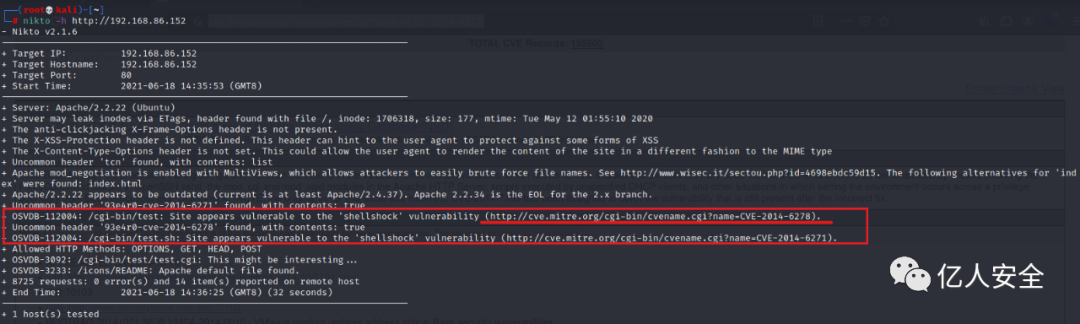 (root💀kali)-[~]
# nikto -h http://192.168.86.152
- Nikto v2.1.6
+ Target IP: 192.168.86.152
+ Target Hostname: 192.168.86.152
+ Target Port: 80
+ Start Time: 2021-06-18 14:35:53 (GMT8)
+ Server: Apache/2.2.22 (Ubuntu)
+ Server may leak inodes via ETags, header found with file /, inode: 1706318, size: 177, mtime: Tue May 12 01:55:10 2020
+ The anti-clickjacking X-Frame-Options header is not present.
+ The X-XSS-Protection header is not defined. This header can hint to the user agent to protect against some forms of XSS
+ The X-Content-Type-Options header is not set. This could allow the user agent to render the content of the site in a different fashion to the MIME type
+ Uncommon header 'tcn' found, with contents: list
+ Apache mod_negotiation is enabled with MultiViews, which allows attackers to easily brute force file names. See http://www.wisec.it/sectou.php?id=4698ebdc59d15. The following alternatives for 'ind
ex' were found: index.html
+ Apache/2.2.22 appears to be outdated (current is at least Apache/2.4.37). Apache 2.2.34 is the EOL for the 2.x branch.
+ Uncommon header '93e4r0-cve-2014-6271' found, with contents: true
+ OSVDB-112004: /cgi-bin/test: Site appears vulnerable to the 'shellshock' vulnerability (http://cve.mitre.org/cgi-bin/cvename.cgi?name=CVE-2014-6278).
+ Uncommon header '93e4r0-cve-2014-6278' found, with contents: true
+ OSVDB-112004: /cgi-bin/test.sh: Site appears vulnerable to the 'shellshock' vulnerability (http://cve.mitre.org/cgi-bin/cvename.cgi?name=CVE-2014-6271).
+ Allowed HTTP Methods: OPTIONS, GET, HEAD, POST
+ OSVDB-3092: /cgi-bin/test/test.cgi: This might be interesting...
+ OSVDB-3233: /icons/README: Apache default file found.
+ 8725 requests: 0 error(s) and 14 item(s) reported on remote host
+ End Time: 2021-06-18 14:36:25 (GMT8) (32 seconds)
+ 1 host(s) tested
亿人安全